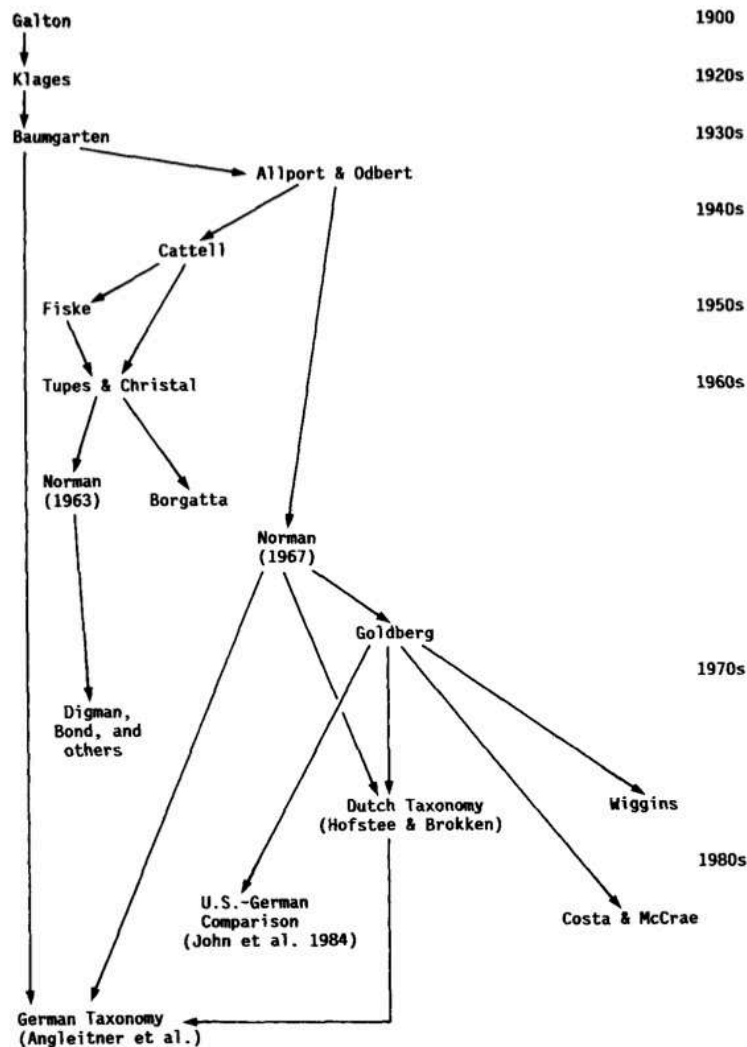 Galton 1900
Klages 1920s
Baumgarten 1930s
Allport & Odbert
1940s
Cattell
Fiske 1950s
Tupes & Christal 1960s
Norman
(1963)
Borgatta
Norman
(1967)
Goldberg
1970s
Digman,
Bond, and
others
Dutch Taxonomy
(Hofstee & Brokken)
Wiggins
1980s
U.S.-German
Comparison
(John et al. 1984)
Costa & McCrae
German Taxonomy
(Angleitner et al.)